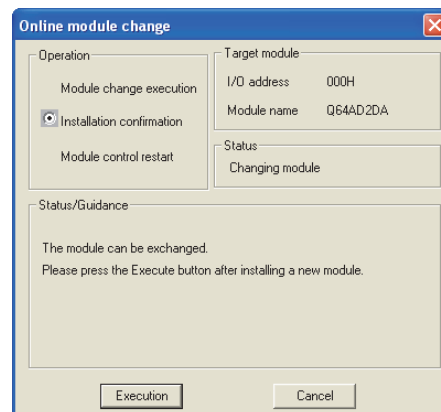 Online module change
Operation
Module change execution
Installation confirmation
Module control restart
Target module
I/O address 000H
Module name Q64AD2DA
Status
Changing module
Status/Guidance
The module can be exchanged.
Please press the Execute button after installing a new module.
Execution Cancel